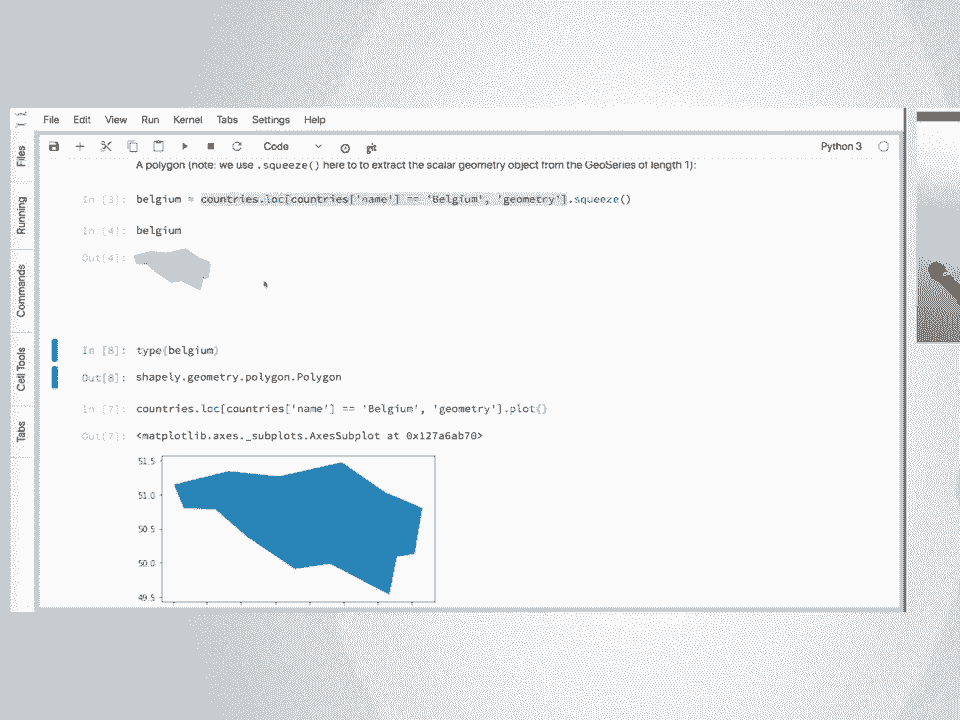 File Edit View Run Kernel Tabs Settings Help
Code git Python 3
Files
Running
Commands
Cell Tools
Tabs
A polygon (note: we use .squeeze() here to to extract the scalar geometry object from the GeoSeries of length 1):
In [3]: belgium = countries.loc[countries['name'] == 'Belgium', 'geometry'].squeeze()
In [4]: belgium
Out[4]:
In [8]: type(belgium)
Out[8]: shapely.geometry.polygon.Polygon
In [7]: countries.loc[countries['name'] == 'Belgium', 'geometry'].plot()
Out[7]: <matplotlib.axes._subplots.AxesSubplot at 0x127a6ab70>
51.5
51.0
50.5
50.0
49.5